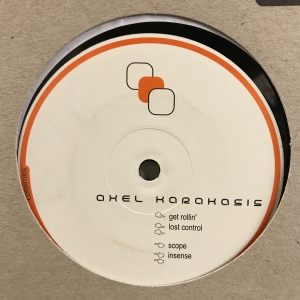 axel karakasis
get rollin'
lost control
scope
insense